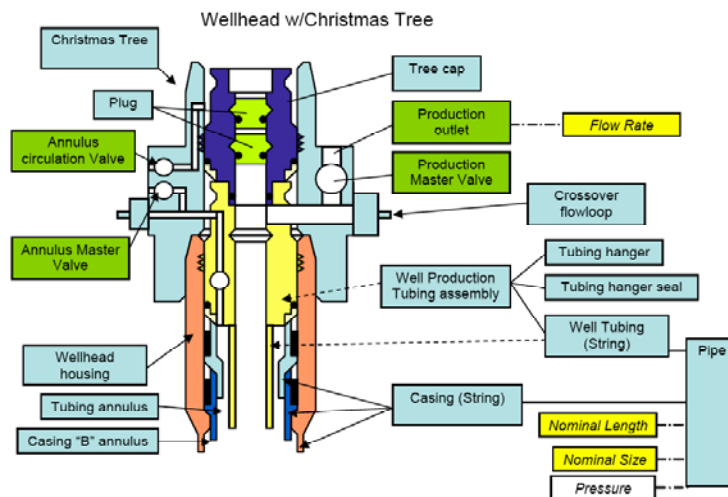 Wellhead w/Christmas Tree
Christmas Tree
Plug
Tree cap
Production
outlet
Flow Rate
Annulus
circulation Valve
Production
Master Valve
Crossover
flowloop
Annulus Master
Valve
Tubing hanger
Well Production
Tubing assembly
Tubing hanger seal
Well Tubing
(String)
Pipe
Wellhead
housing
Tubing annulus
Casing (String)
Casing “B” annulus
Nominal Length
Nominal Size
Pressure